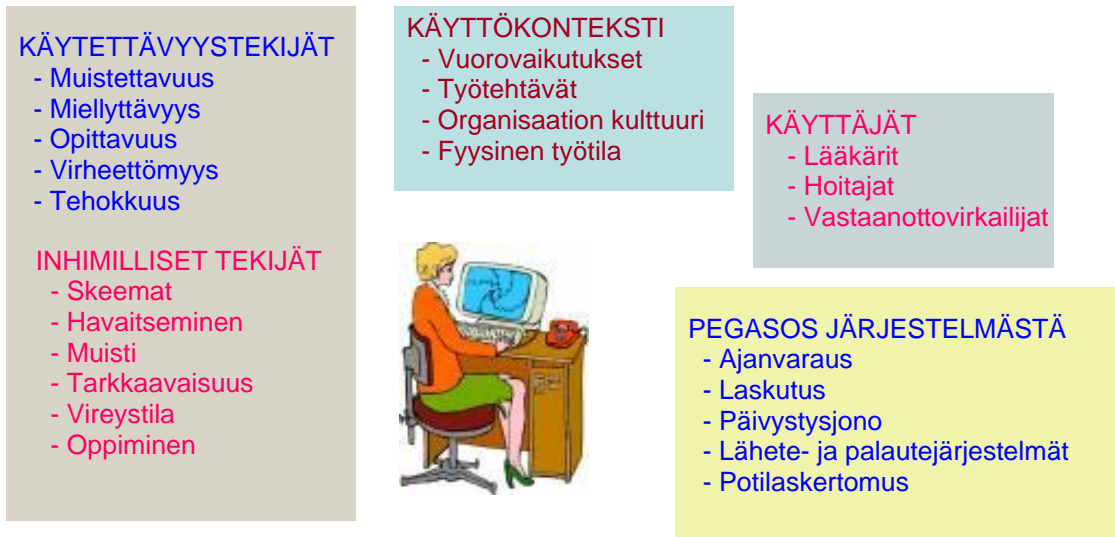 KÄYTETTÄVYYSTEKIJÄT
- Muistettavuus
- Miellyttävyys
- Opittavuus
- Virheettömyys
- Tehokkuus
INHIMILLISET TEKIJÄT
- Skeemat
- Havaitseminen
- Muisti
- Tarkkaavaisuus
- Vireystila
- Oppiminen
KÄYTTÖKONTEKSTI
- Vuorovaikutukset
- Työtehtävät
- Organisaation kulttuuri
- Fyysinen työtila
KÄYTTÄJÄT
- Lääkärit
- Hoitajat
- Vastaanottovirkailijat
PEGASOS JÄRJESTELMÄSTÄ
- Ajanvaraus
- Laskutus
- Päivystysjono
- Lähete- ja palautejärjestelmät
- Potilaskertomus